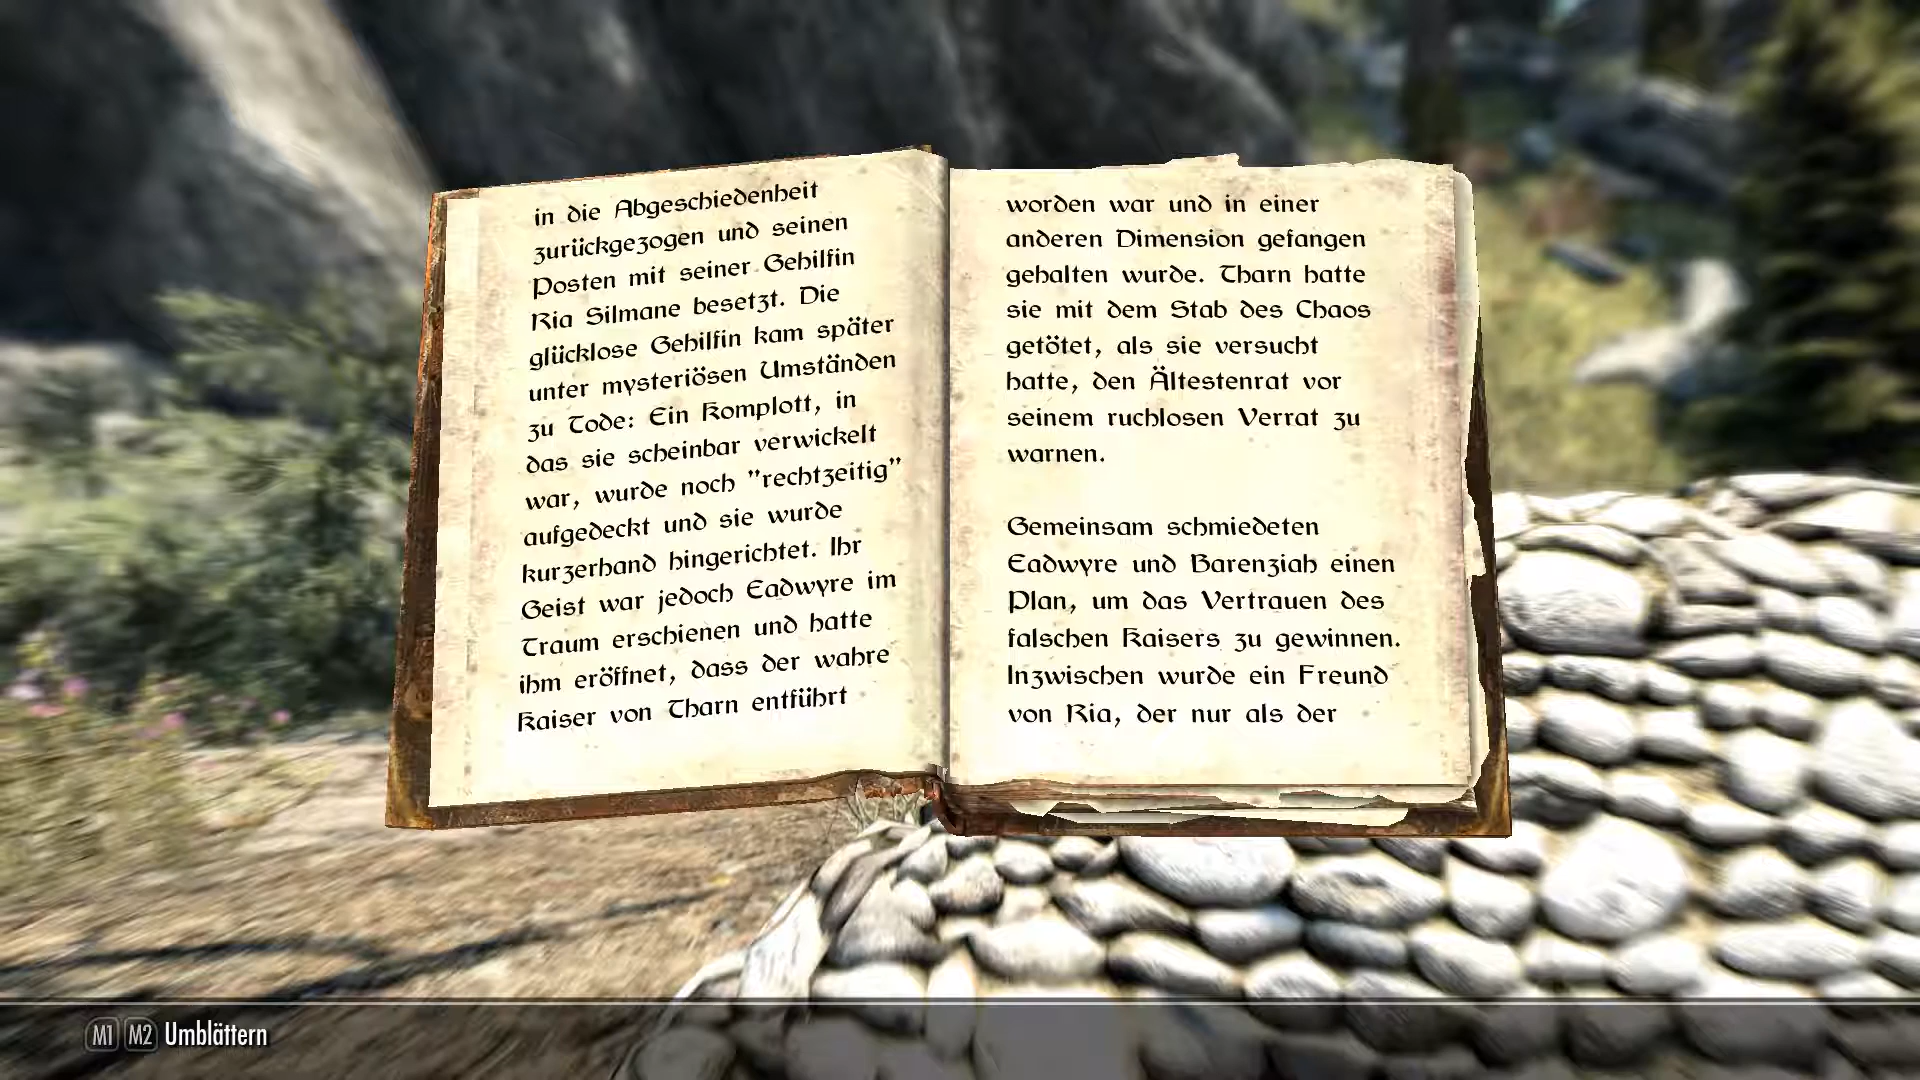 in die Abgeschiedenheit
zurückgezogen und seinen
Posten mit seiner Gehilfin
Ria Silmane besetzt. Die
glücklose Gehilfin kam später
unter mysteriösen Umständen
zu Tode: Ein Komplott, in
das sie scheinbar verwickelt
war, wurde noch "rechtzeitig"
aufgedeckt und sie wurde
kurzerhand hingerichtet. Ihr
Geist war jedoch Eadwyre im
Traum erschienen und hatte
ihm eröffnet, dass der wahre
Kaiser von Tharn entführt
worden war und in einer
anderen Dimension gefangen
gehalten wurde. Tharn hatte
sie mit dem Stab des Chaos
getötet, als sie versucht
hatte, den Ältestenrat vor
seinem ruchlosen Verrat zu
warnen.
Gemeinsam schmiedeten
Eadwyre und Barenziah einen
Plan, um das Vertrauen des
falschen Kaisers zu gewinnen.
Inzwischen wurde ein Freund
von Ria, der nur als der
M1 M2 Umblättern